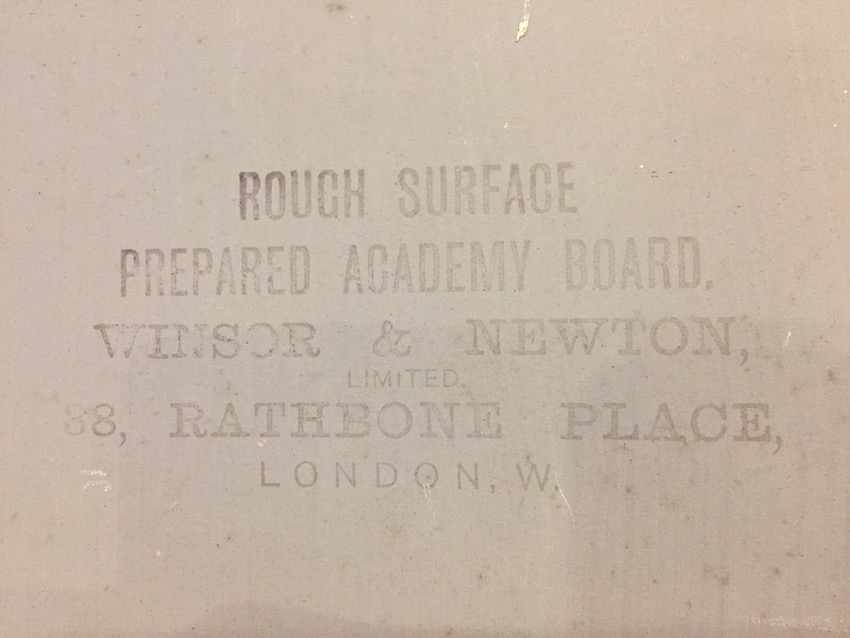 ROUGH SURFACE
PREPARED ACADEMY BOARD.
WINSOR & NEWTON,
LIMITED.
38, RATHBONE PLACE,
LONDON, W.